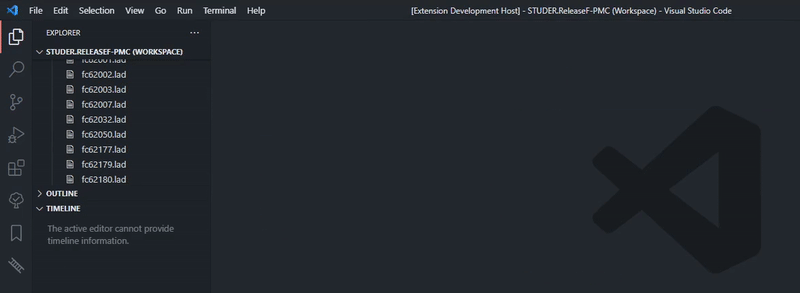 File Edit Selection View Go Run Terminal Help [Extension Development Host] - STUDER.ReleaseF-PMC (Workspace) - Visual Studio Code
EXPLORER
STUDER.RELEASEF-PMC (WORKSPACE)
fc62001.lad
fc62002.lad
fc62003.lad
fc62007.lad
fc62032.lad
fc62050.lad
fc62177.lad
fc62179.lad
fc62180.lad
OUTLINE
TIMELINE
The active editor cannot provide
timeline information.